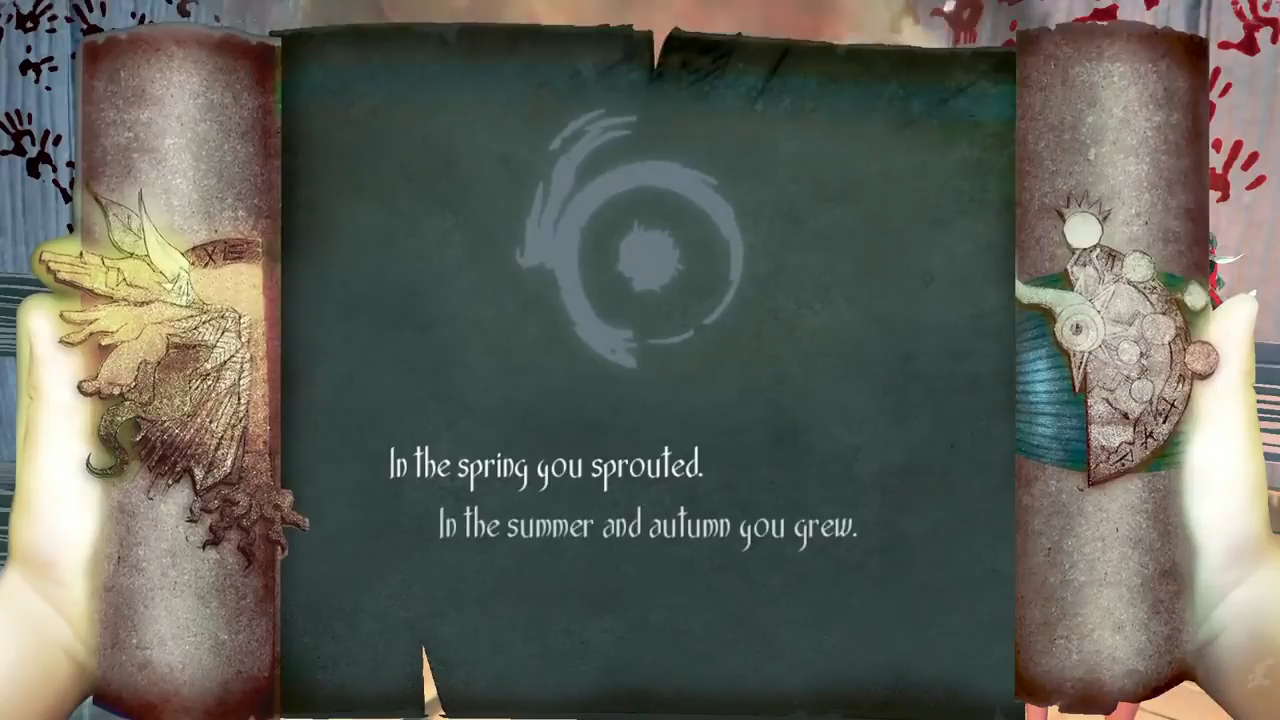 In the spring you sprouted.
In the summer and autumn you grew.